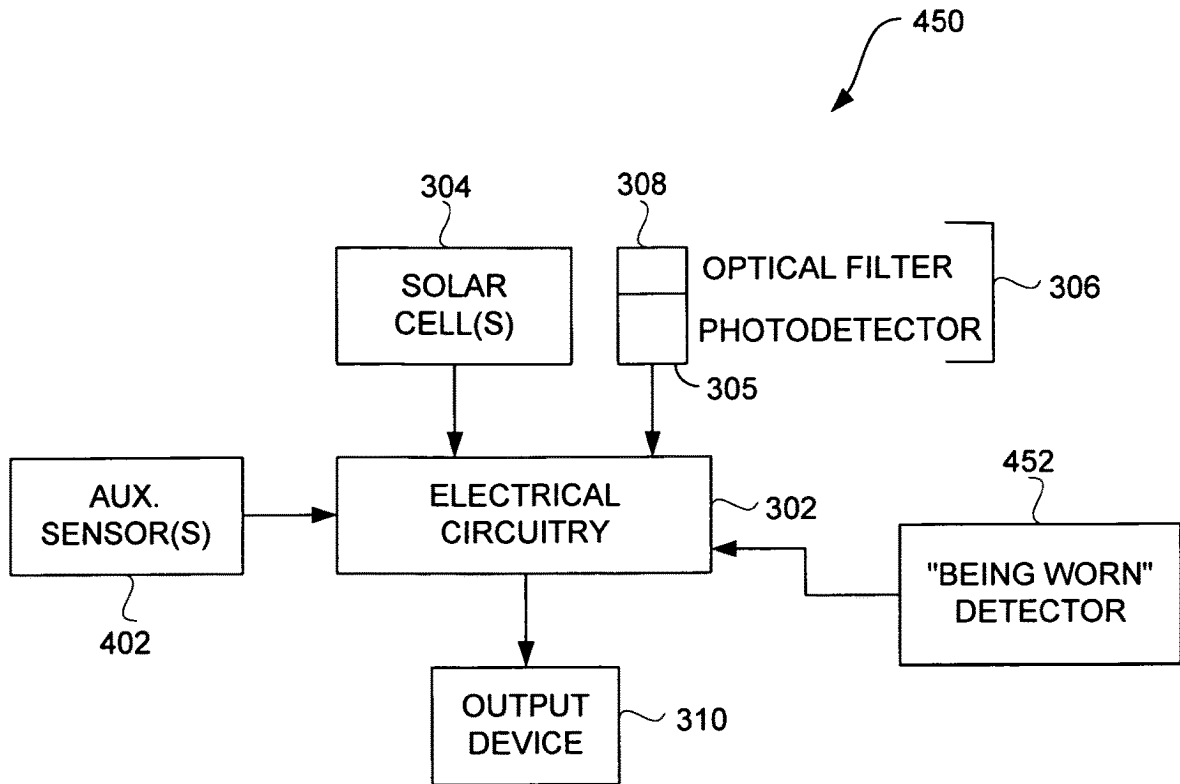 450
304
308
SOLAR
CELL(S)
OPTICAL FILTER
PHOTODETECTOR
306
305
AUX.
SENSOR(S)
402
ELECTRICAL
CIRCUITRY
302
452
"BEING WORN"
DETECTOR
OUTPUT
DEVICE
310